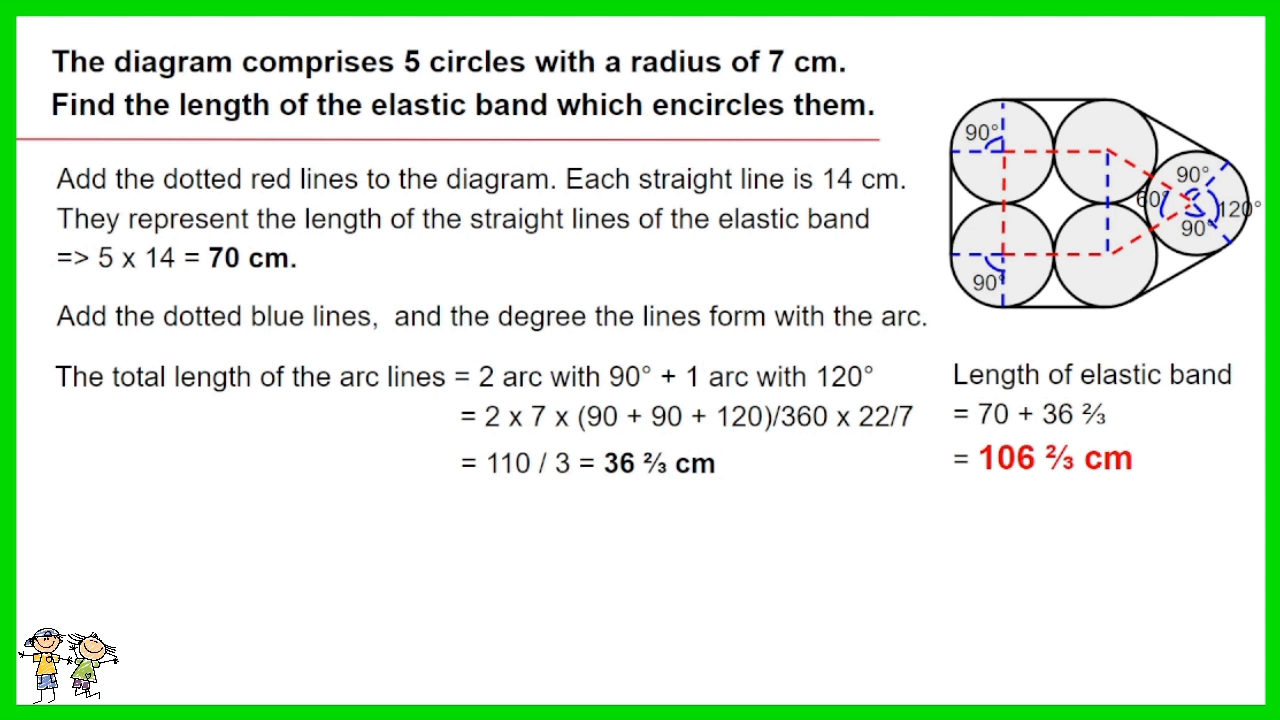 The diagram comprises 5 circles with a radius of 7 cm.
Find the length of the elastic band which encircles them.
Add the dotted red lines to the diagram. Each straight line is 14 cm.
They represent the length of the straight lines of the elastic band
=> 5 x 14 = 70 cm.
Add the dotted blue lines,  and the degree the lines form with the arc.
The total length of the arc lines = 2 arc with 90° + 1 arc with 120°
= 2 x 7 x (90 + 90 + 120)/360 x 22/7
= 110 / 3 = 36 ⅔ cm
90°
90°
60°
120°
90°
90°
Length of elastic band
= 70 + 36 ⅔
= 106 ⅔ cm